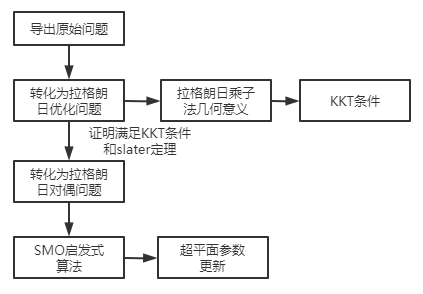 导出原始问题
转化为拉格朗
日优化问题
拉格朗日乘子
法几何意义
KKT条件
证明满足KKT条件
和slater定理
转化为拉格朗
日对偶问题
SMO启发式
算法
超平面参数
更新